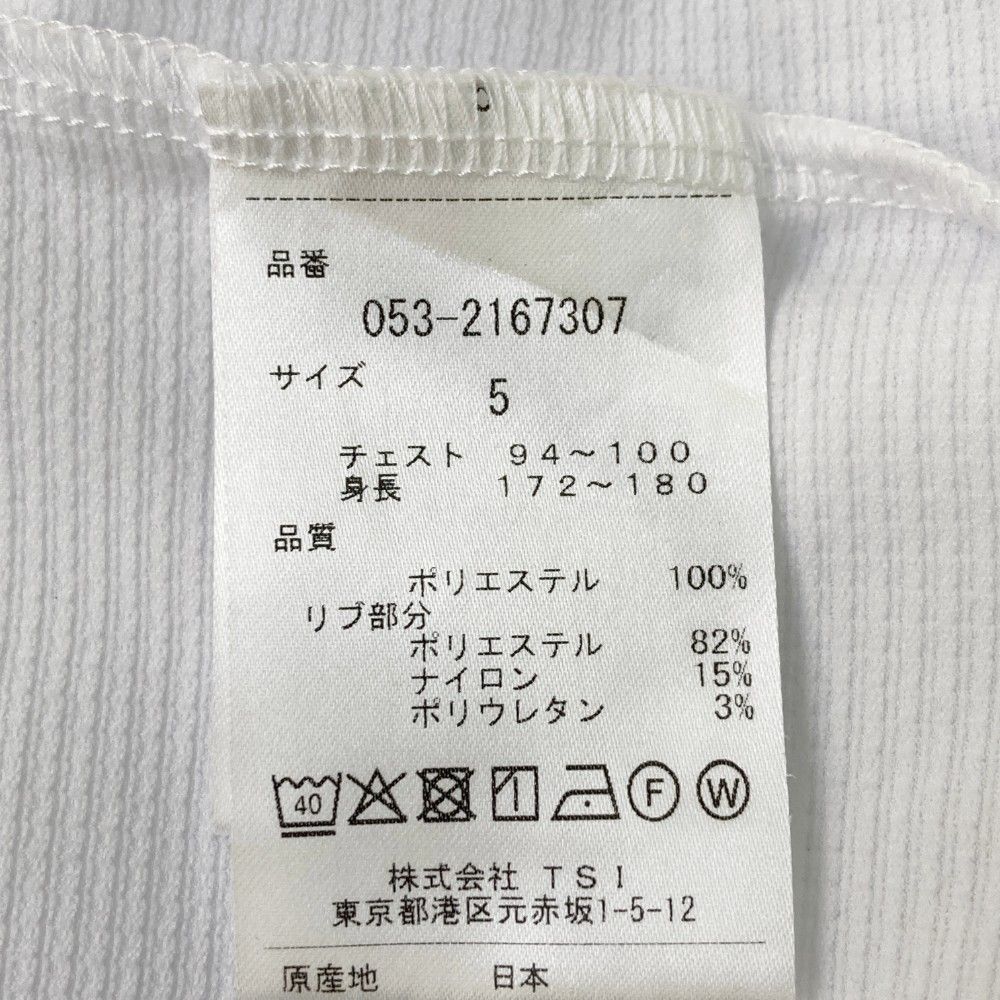 品番
053-2167307
サイズ
5
チェスト 94～100
身長 172～180
品質
ポリエステル 100%
リブ部分
ポリエステル 82%
ナイロン 15%
ポリウレタン 3%
40 F W
株式会社 TSI
東京都港区元赤坂1-5-12
原産地 日本